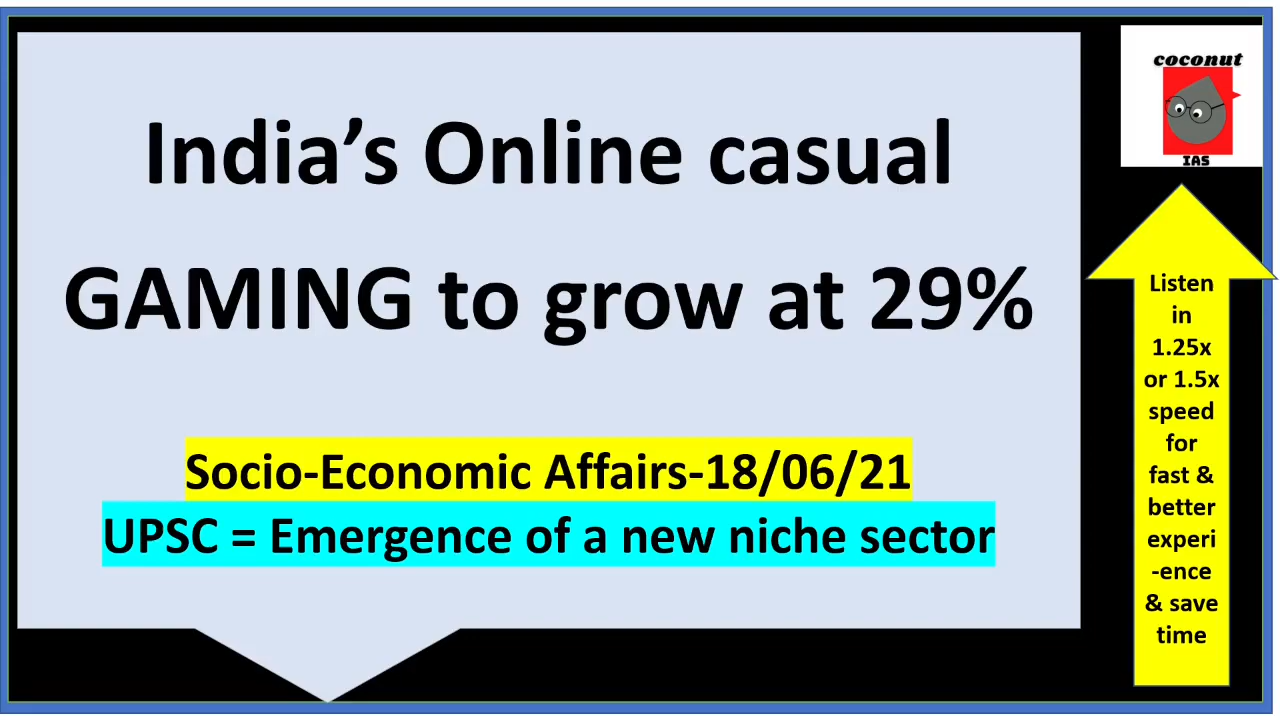 India’s Online casual
GAMING to grow at 29%
Socio-Economic Affairs-18/06/21
UPSC = Emergence of a new niche sector
coconut
IAS
Listen
in
1.25x
or 1.5x
speed
for
fast &
better
experi
-ence
& save
time